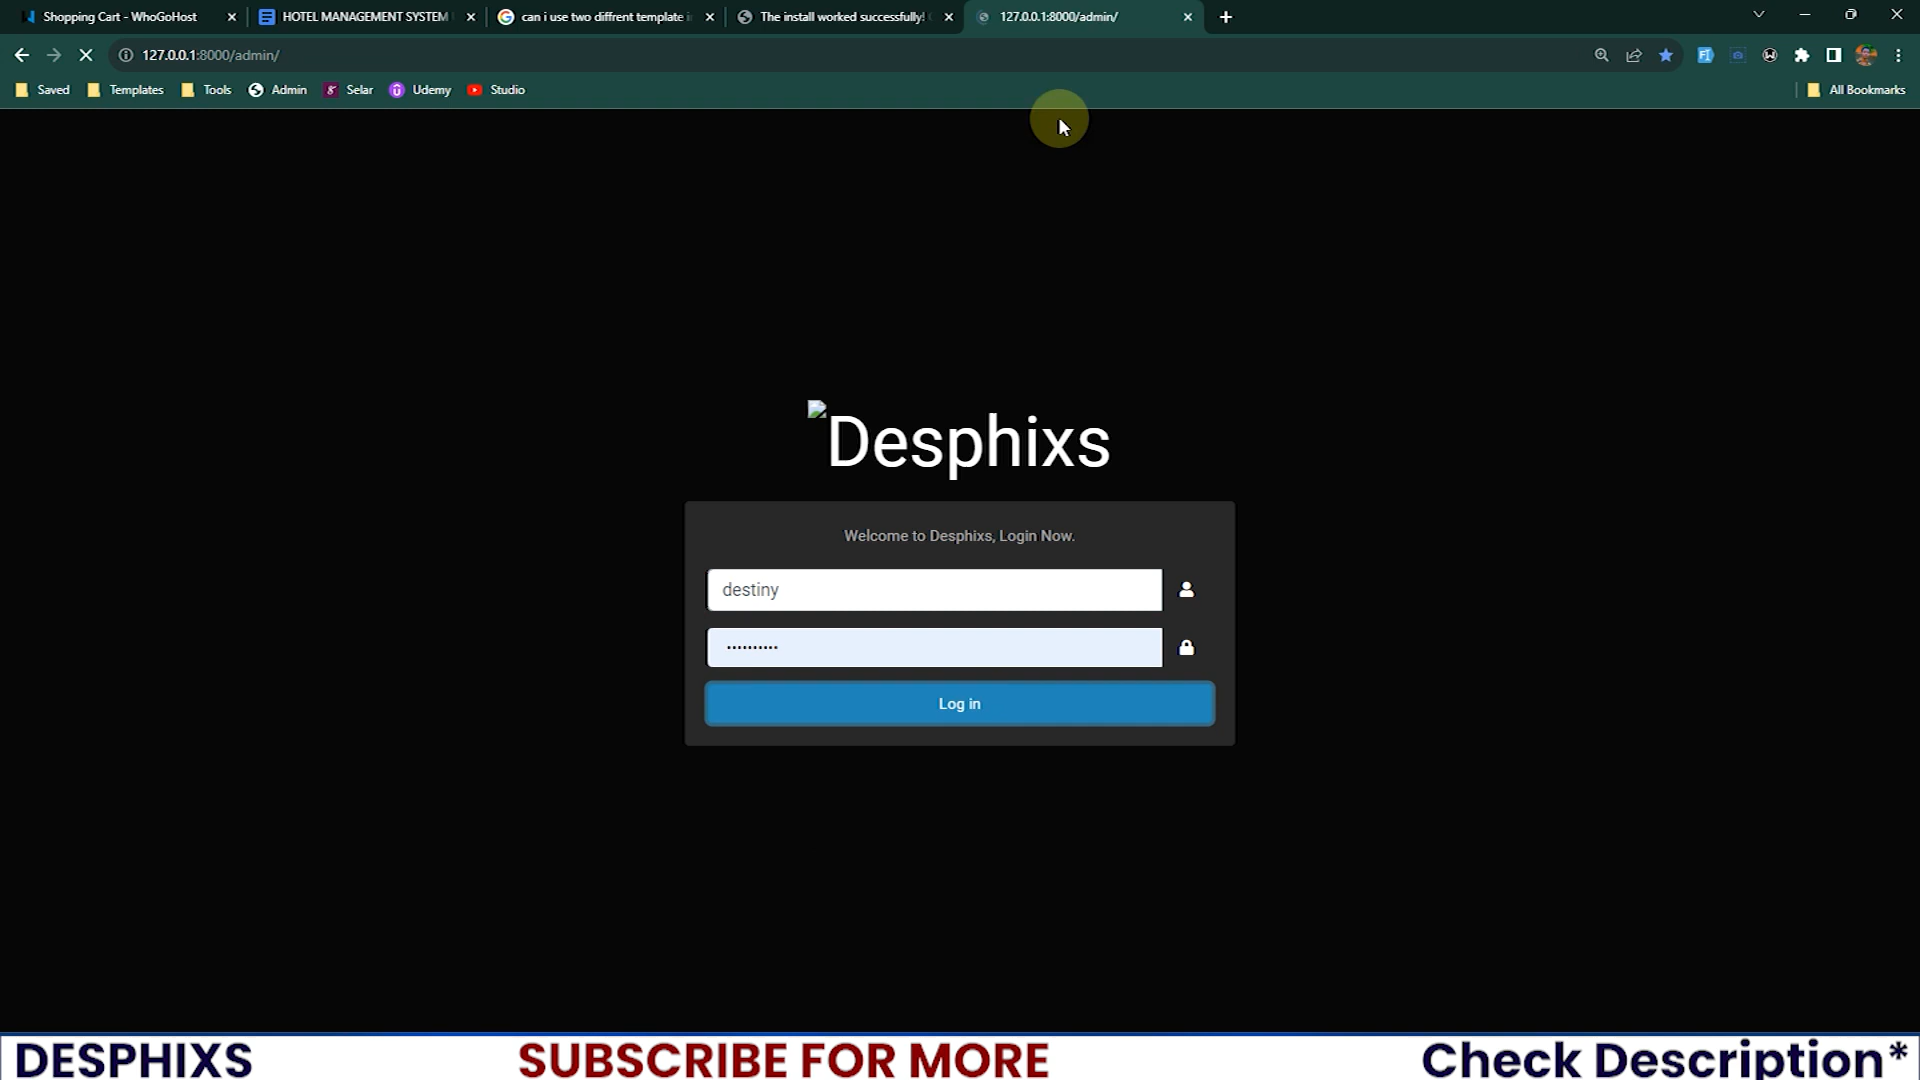 Shopping Cart - WhoGoHost
HOTEL MANAGEMENT SYSTEM
can i use two diffrent template i
The install worked successfully!
127.0.0.1:8000/admin/
127.0.0.1:8000/admin/
Saved
Templates
Tools
Admin
Selar
Udemy
Studio
All Bookmarks
Desphixs
Welcome to Desphixs, Login Now.
destiny
••••••••••
Log in
DESPHIXS
SUBSCRIBE FOR MORE
Check Description*